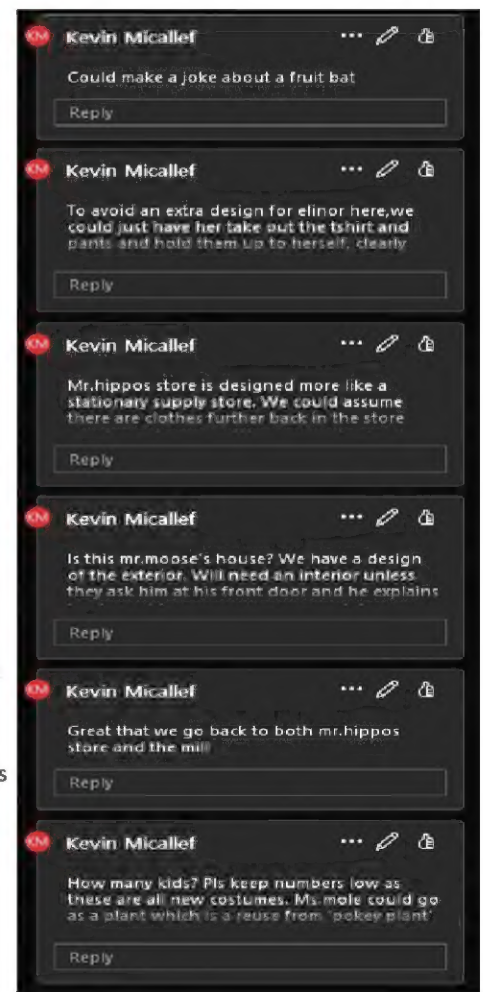 KM Kevin Micallef
Could make a joke about a fruit bat
Reply
KM Kevin Micallef
To avoid an extra design for elinor here,we
could just have her take out the tshirt and
pants and hold them up to herself, clearly
Reply
KM Kevin Micallef
Mr.hippos store is designed more like a
stationary supply store. We could assume
there are clothes further back in the store
Reply
KM Kevin Micallef
Is this mr.moose's house? We have a design
of the exterior. Will need an interior unless
they ask him at his front door and he explains
Reply
KM Kevin Micallef
Great that we go back to both mr.hippos
store and the mill
Reply
s
KM Kevin Micallef
How many kids? Pls keep numbers low as
these are all new costumes. Ms.mole could go
as a plant which is a reuse from 'pokey plant'
Reply